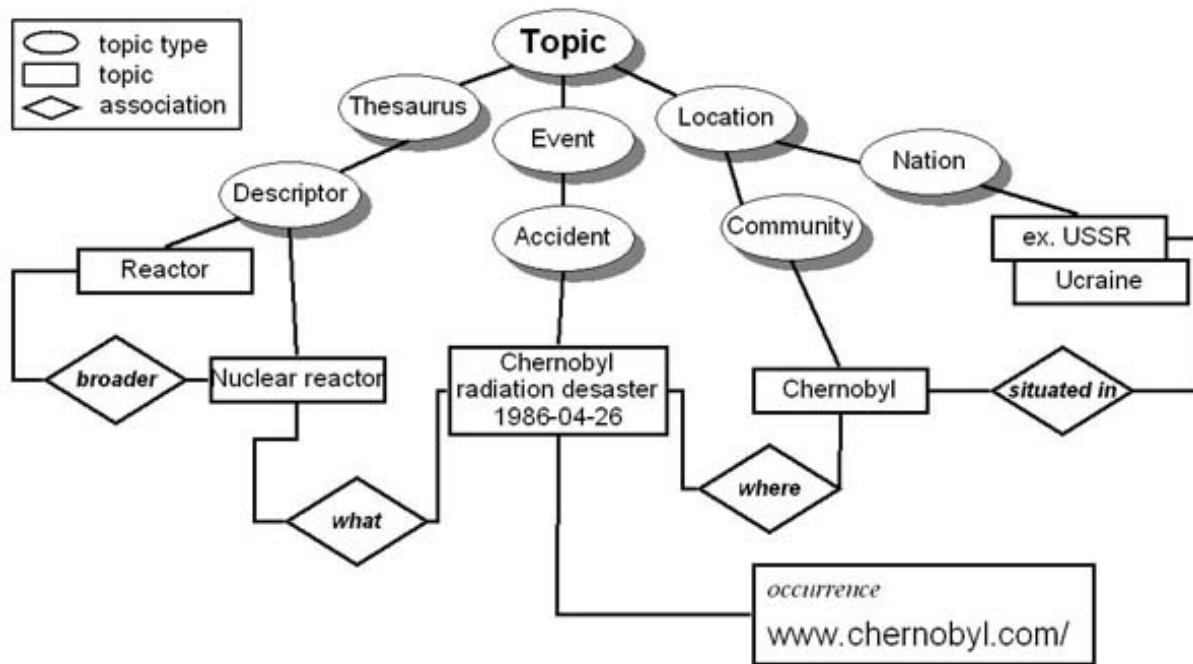 topic type
topic
association
Topic
Thesaurus
Event
Location
Nation
Descriptor
Accident
Community
ex. USSR
Ucraine
Reactor
broader
Nuclear reactor
Chernobyl
radiation desaster
1986-04-26
Chernobyl
situated in
what
where
occurrence
www.chernobyl.com/